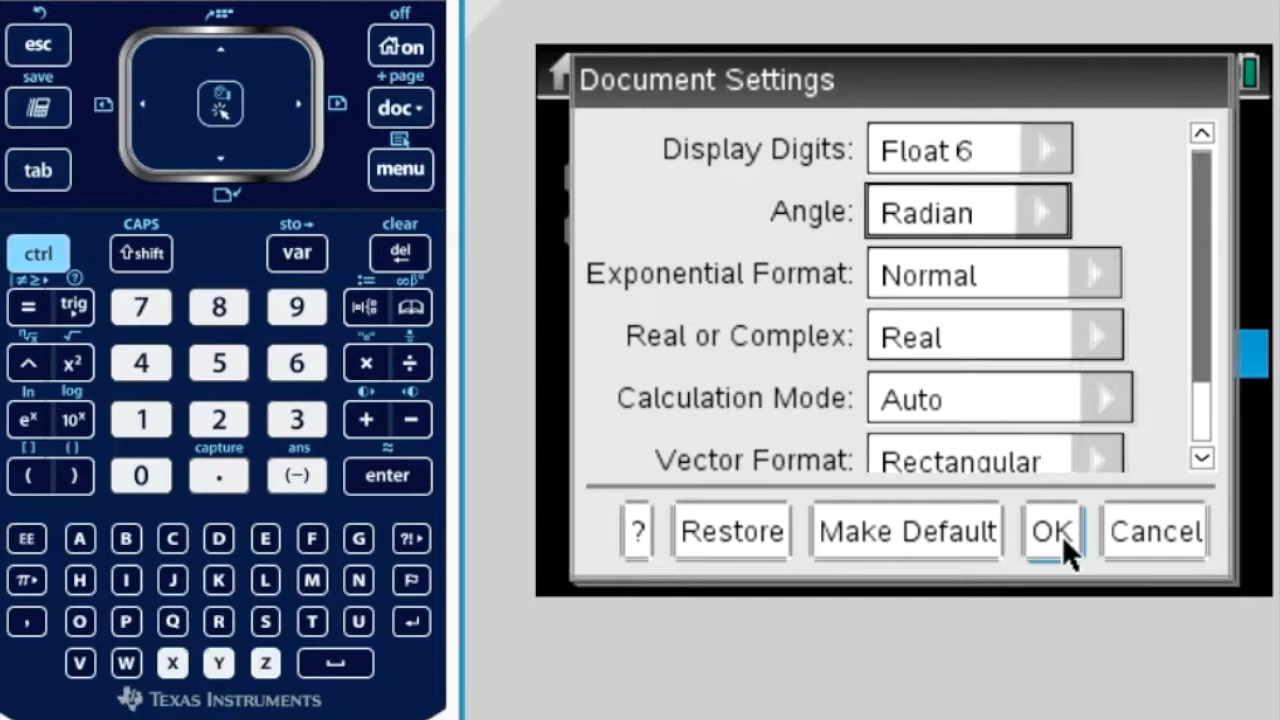 off
esc
on
save
+ page
doc
tab
menu
CAPS
sto→
clear
ctrl
⇧shift
var
del
= trig 7 8 9
^ x² 4 5 6 × ÷
ln log
eˣ 10ˣ 1 2 3 + −
[ ] { } capture ans ≈
( ) 0 . (−) enter
EE A B C D E F G ?!▸
π▸ H I J K L M N
, O P Q R S T U
V W X Y Z
TEXAS INSTRUMENTS
Document Settings
Display Digits: Float 6
Angle: Radian
Exponential Format: Normal
Real or Complex: Real
Calculation Mode: Auto
Vector Format: Rectangular
? Restore Make Default OK Cancel